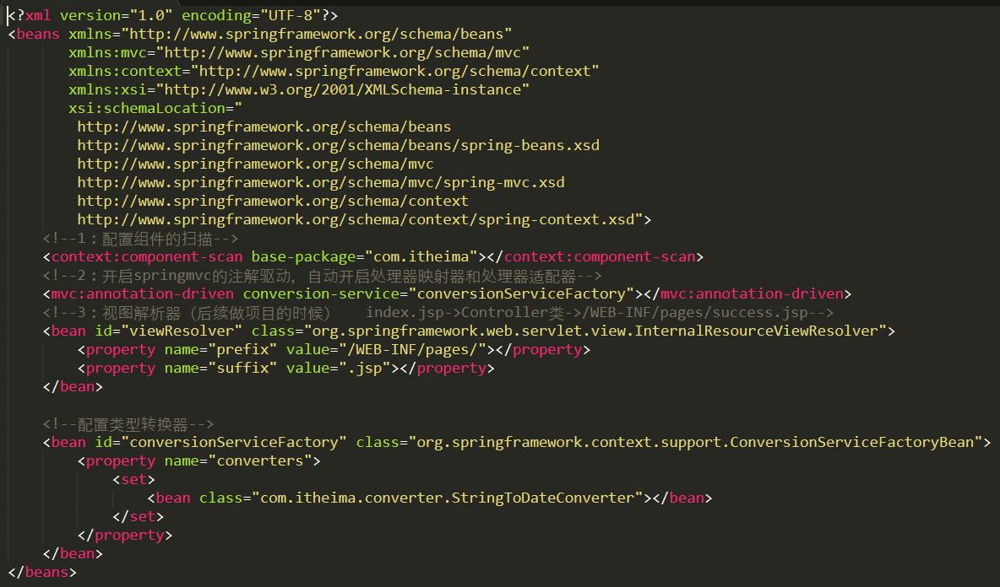 <?xml version="1.0" encoding="UTF-8"?>
<beans xmlns="http://www.springframework.org/schema/beans"
       xmlns:mvc="http://www.springframework.org/schema/mvc"
       xmlns:context="http://www.springframework.org/schema/context"
       xmlns:xsi="http://www.w3.org/2001/XMLSchema-instance"
       xsi:schemaLocation="
        http://www.springframework.org/schema/beans
        http://www.springframework.org/schema/beans/spring-beans.xsd
        http://www.springframework.org/schema/mvc
        http://www.springframework.org/schema/mvc/spring-mvc.xsd
        http://www.springframework.org/schema/context
        http://www.springframework.org/schema/context/spring-context.xsd">
    <!--1：配置组件的扫描-->
    <context:component-scan base-package="com.itheima"></context:component-scan>
    <!--2：开启springmvc的注解驱动，自动开启处理器映射器和处理器适配器-->
    <mvc:annotation-driven conversion-service="conversionServiceFactory"></mvc:annotation-driven>
    <!--3：视图解析器（后续做项目的时候）   index.jsp->Controller类->/WEB-INF/pages/success.jsp-->
    <bean id="viewResolver" class="org.springframework.web.servlet.view.InternalResourceViewResolver">
        <property name="prefix" value="/WEB-INF/pages/"></property>
        <property name="suffix" value=".jsp"></property>
    </bean>
    <!--配置类型转换器-->
    <bean id="conversionServiceFactory" class="org.springframework.context.support.ConversionServiceFactoryBean">
        <property name="converters">
            <set>
                <bean class="com.itheima.converter.StringToDateConverter"></bean>
            </set>
        </property>
    </bean>
</beans>